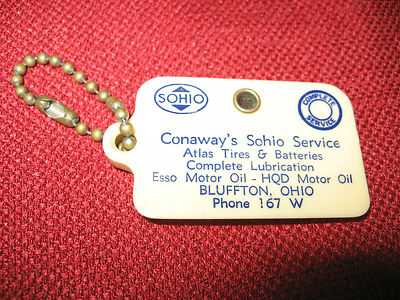 SOHIO
COMPLETE SERVICE
Conaway's Sohio Service
Atlas Tires & Batteries
Complete Lubrication
Esso Motor Oil - HQD Motor Oil
BLUFFTON, OHIO
Phone 167 W